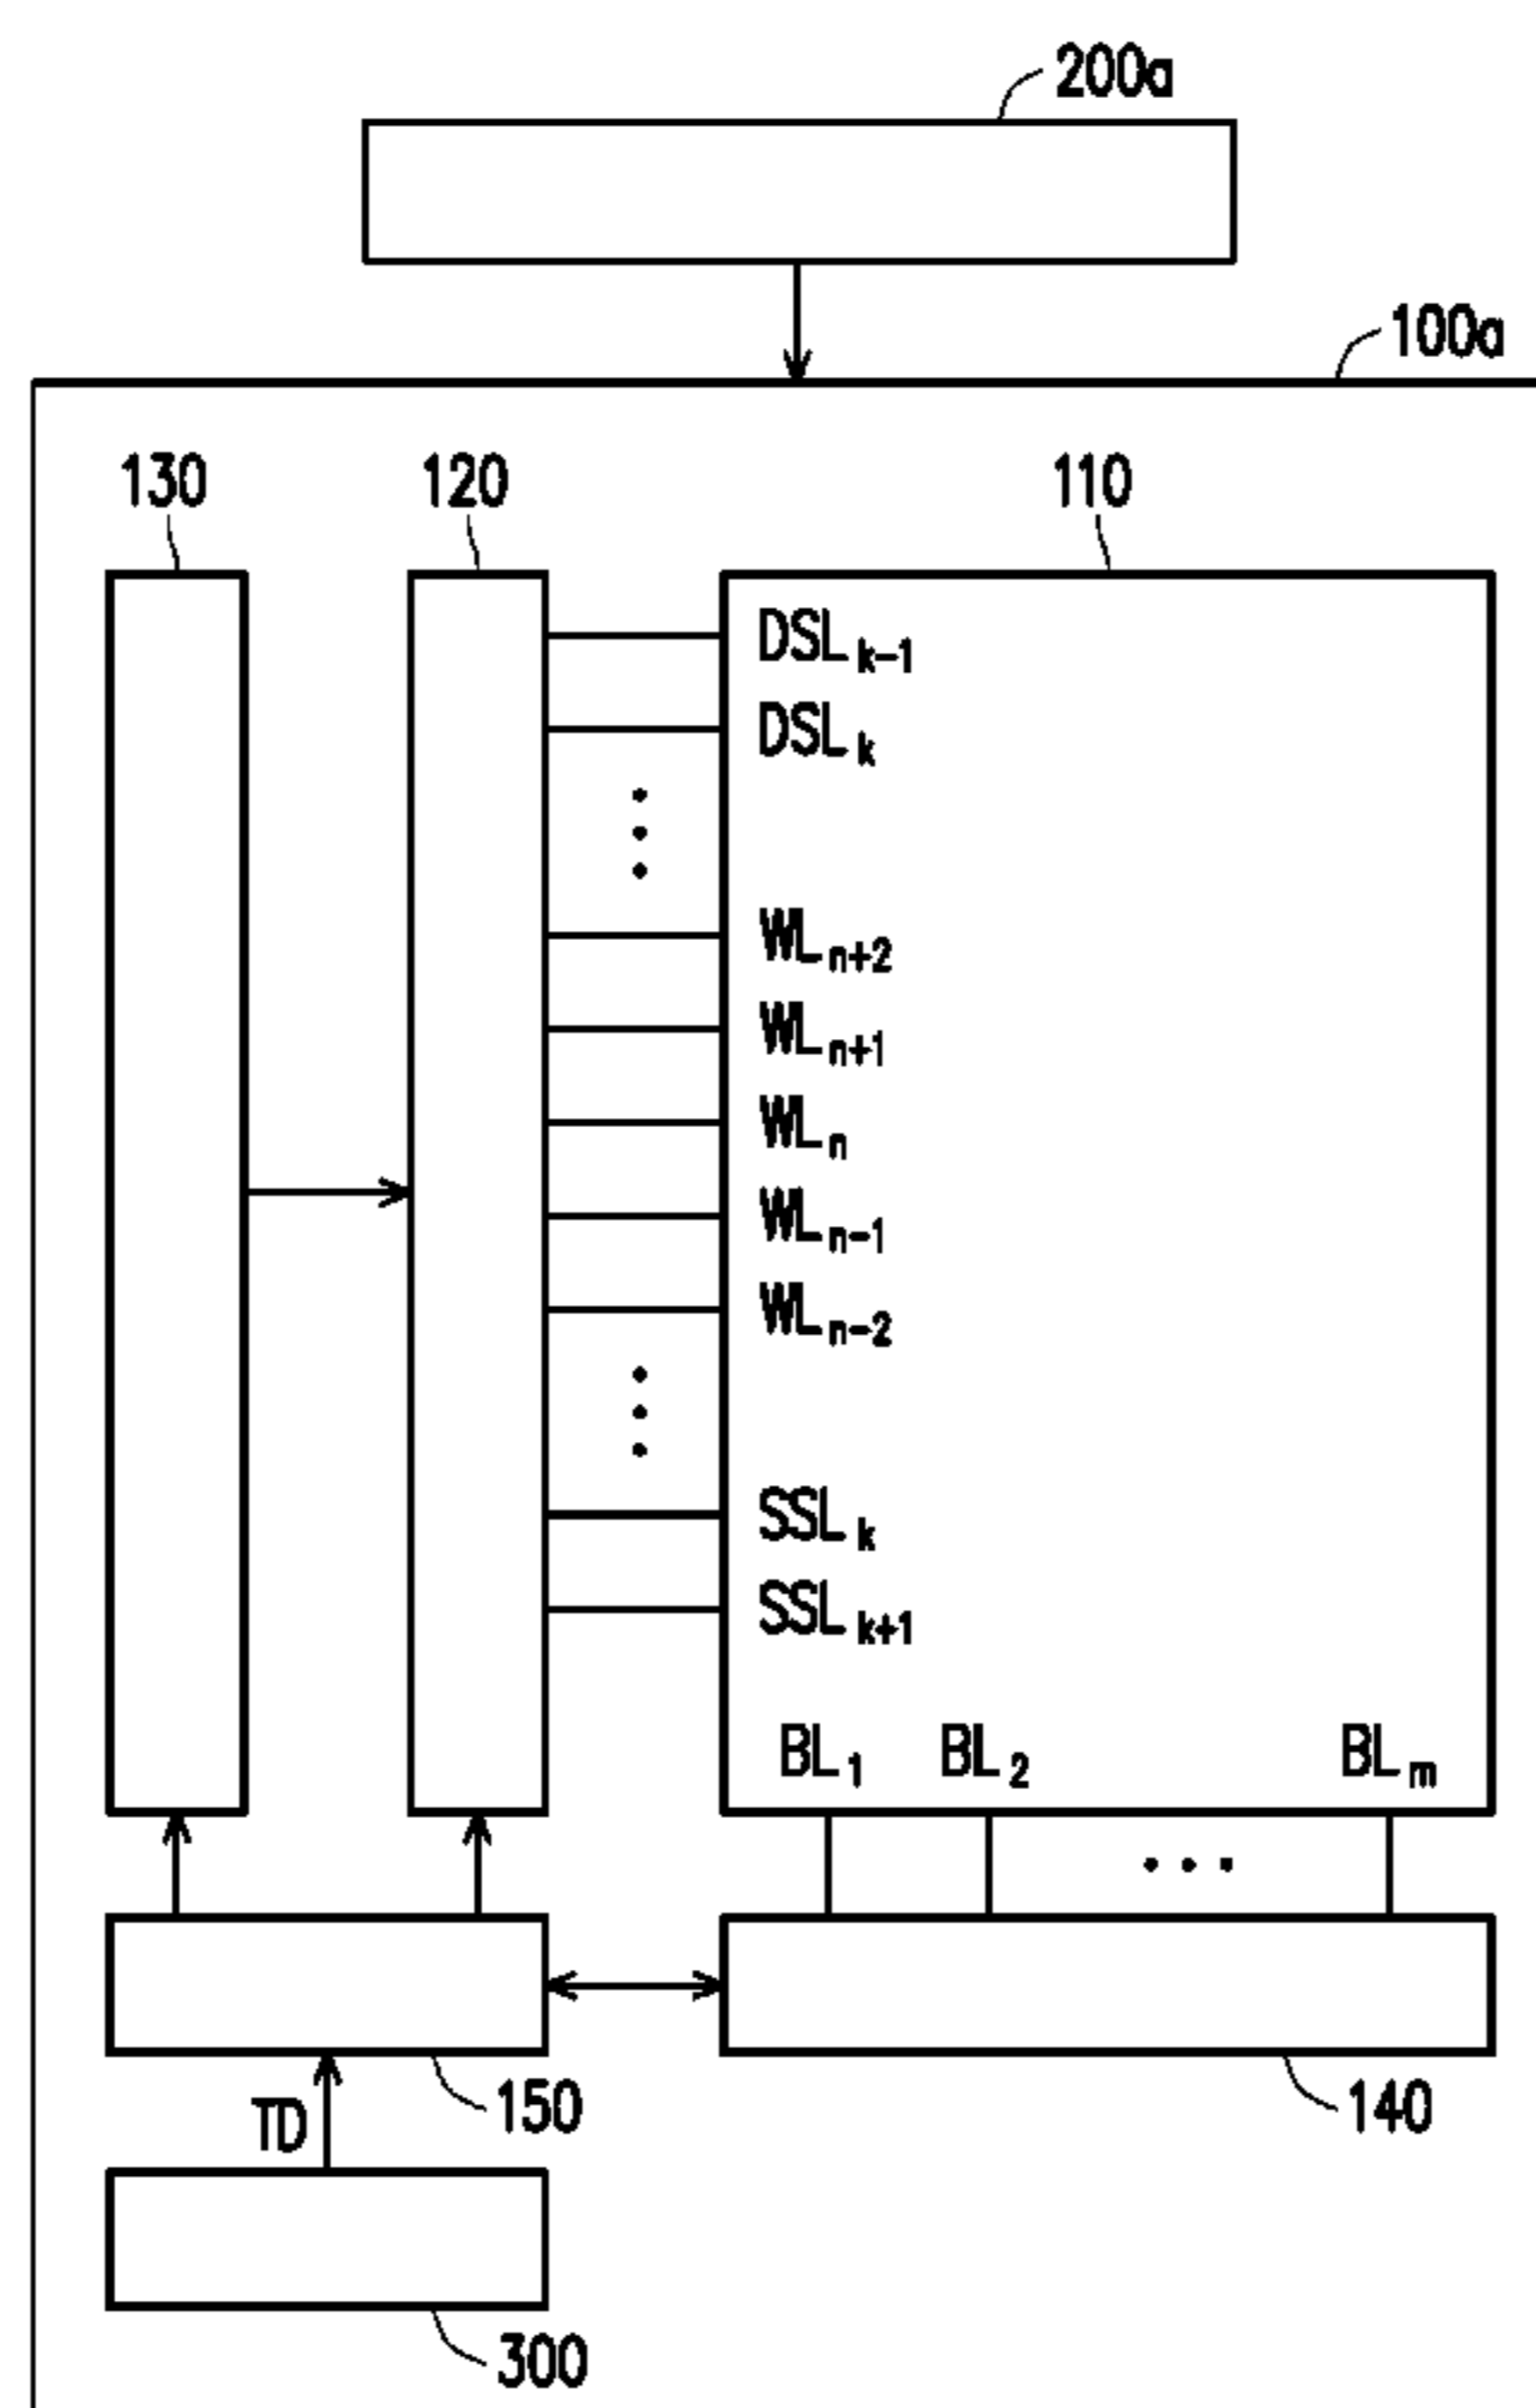 200a
100a
130 120 110
DSLk-1
DSLk
WLn+2
WLn+1
WLn
WLn-1
WLn-2
SSLk
SSLk+1
BL1 BL2 ... BLm
TD 150 140
300